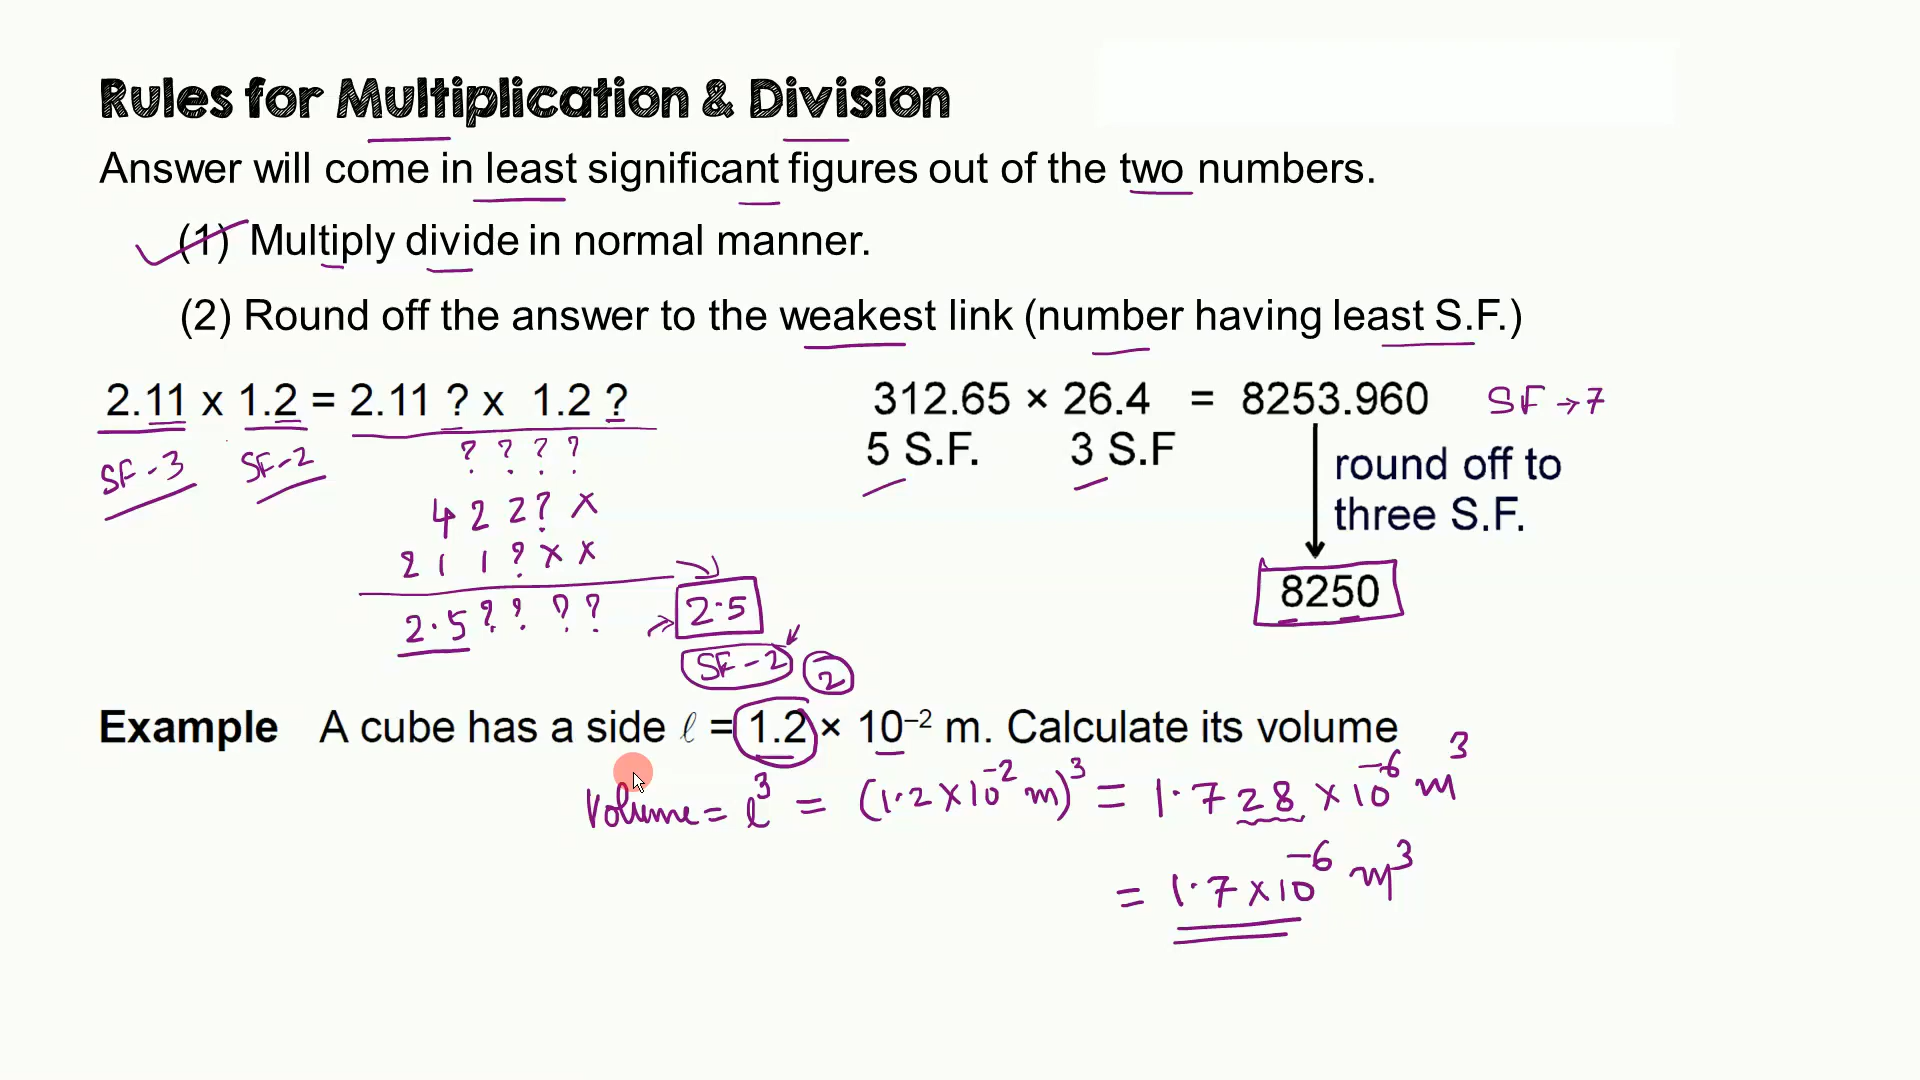 Rules for Multiplication & Division
Answer will come in least significant figures out of the two numbers.
(1) Multiply divide in normal manner.
(2) Round off the answer to the weakest link (number having least S.F.)
2.11 x 1.2 = 2.11 ? x 1.2 ?
SF - 3 SF - 2
? ? ? ?
4 2 2 ? x
2 1 1 ? x x
2.5 ? ? ? ?
2.5
SF - 2
2
312.65 × 26.4 = 8253.960 SF → 7
5 S.F. 3 S.F
round off to
three S.F.
8250
Example A cube has a side ℓ = 1.2 × 10⁻² m. Calculate its volume
Volume = l³ = (1.2 x 10⁻² m)³ = 1.728 x 10⁻⁶ m³
= 1.7 x 10⁻⁶ m³